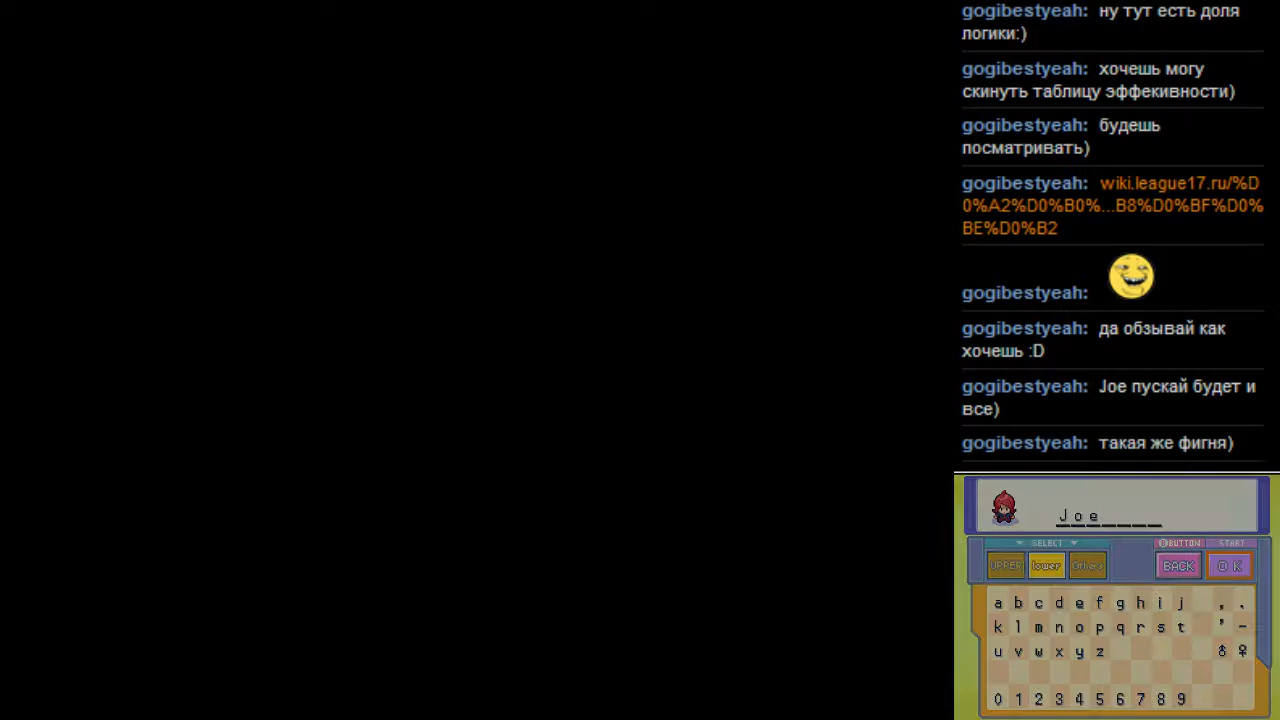 gogibestyeah: ну тут есть доля
логики:)
gogibestyeah: хочешь могу
скинуть таблицу эффекивности)
gogibestyeah: будешь
посматривать)
gogibestyeah: wiki.league17.ru/%D
0%A2%D0%B0%...B8%D0%BF%D0%
BE%D0%B2
gogibestyeah:
gogibestyeah: да обзывай как
хочешь :D
gogibestyeah: Joe пускай будет и
все)
gogibestyeah: такая же фигня)
Joe
SELECT BUTTON START
UPPER lower Others BACK OK
a b c d e f g h i j , .
k l m n o p q r s t ' -
u v w x y z ♂ ♀
0 1 2 3 4 5 6 7 8 9